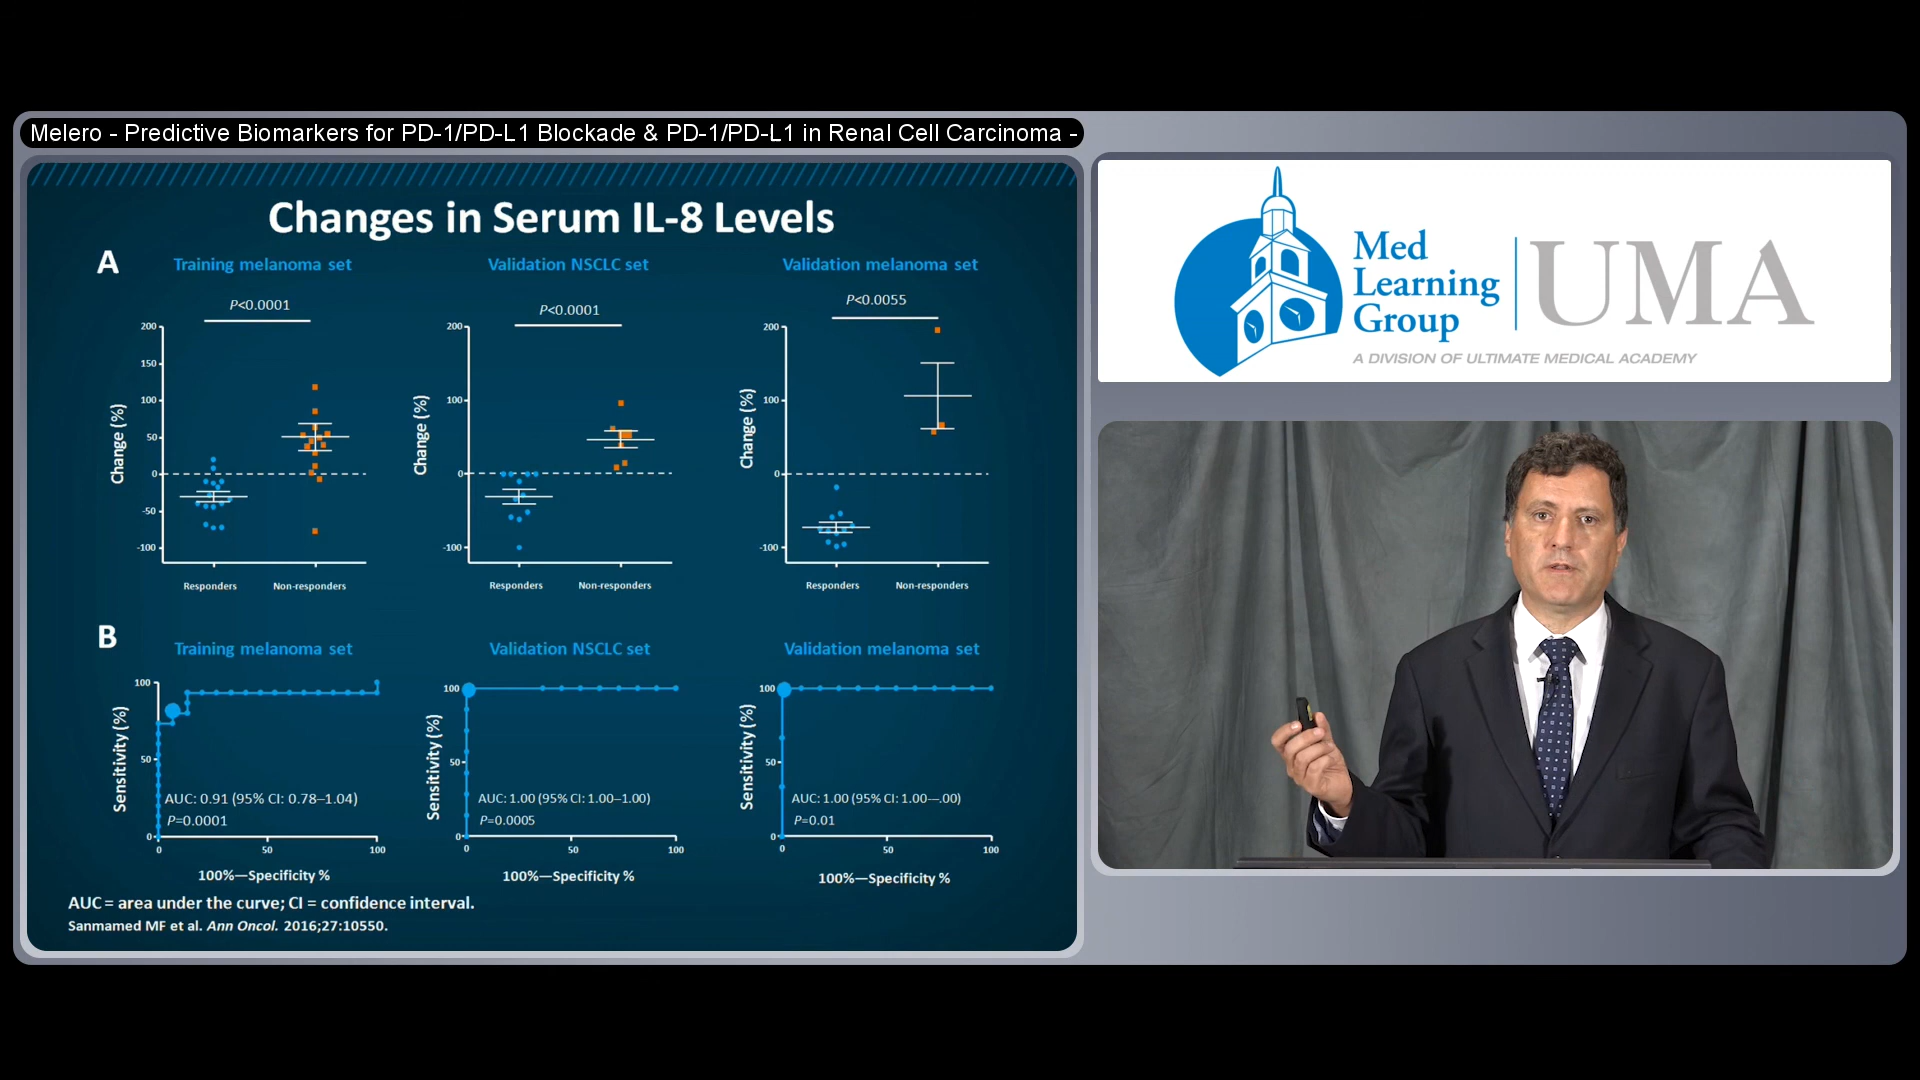 Melero - Predictive Biomarkers for PD-1/PD-L1 Blockade & PD-1/PD-L1 in Renal Cell Carcinoma -
Changes in Serum IL-8 Levels
A
Training melanoma set
Validation NSCLC set
Validation melanoma set
P<0.0001
P<0.0001
P<0.0055
Change (%)
200
150
100
50
0
-50
-100
Responders
Non-responders
Change (%)
200
100
0
-100
Responders
Non-responders
Change (%)
200
100
0
-100
Responders
Non-responders
B
Training melanoma set
Validation NSCLC set
Validation melanoma set
Sensitivity (%)
100
50
0
AUC: 0.91 (95% CI: 0.78–1.04)
P=0.0001
0
50
100
100%—Specificity %
Sensitivity (%)
100
50
0
AUC: 1.00 (95% CI: 1.00–1.00)
P=0.0005
0
50
100
100%—Specificity %
Sensitivity (%)
100
50
0
AUC: 1.00 (95% CI: 1.00-–.00)
P=0.01
0
50
100
100%—Specificity %
AUC = area under the curve; CI = confidence interval.
Sanmamed MF et al. Ann Oncol. 2016;27:10550.
Med
Learning
Group
UMA
A DIVISION OF ULTIMATE MEDICAL ACADEMY